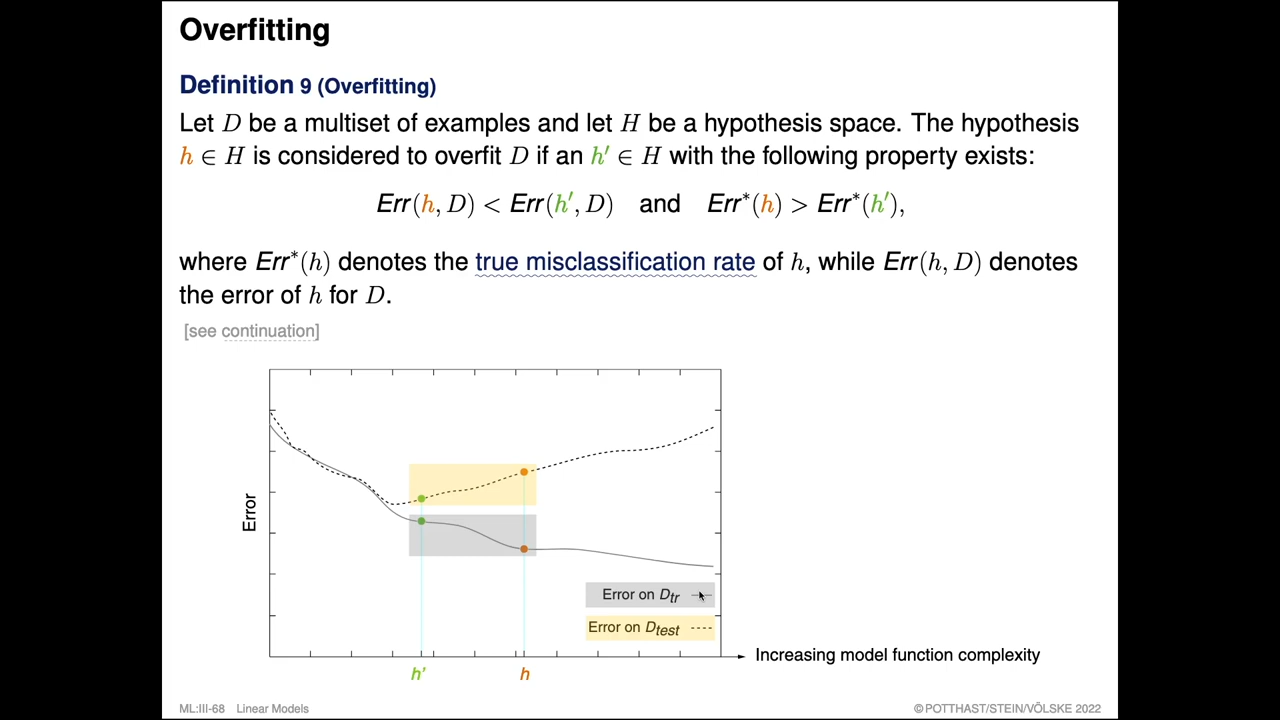 Overfitting
Definition 9 (Overfitting)
Let D be a multiset of examples and let H be a hypothesis space. The hypothesis
h ∈ H is considered to overfit D if an h′ ∈ H with the following property exists:
Err(h, D) < Err(h′, D) and Err*(h) > Err*(h′),
where Err*(h) denotes the true misclassification rate of h, while Err(h, D) denotes
the error of h for D.
[see continuation]
Error
Error on Dtr
Error on Dtest
Increasing model function complexity
h' h
ML:III-68 Linear Models
© POTTHAST/STEIN/VÖLSKE 2022